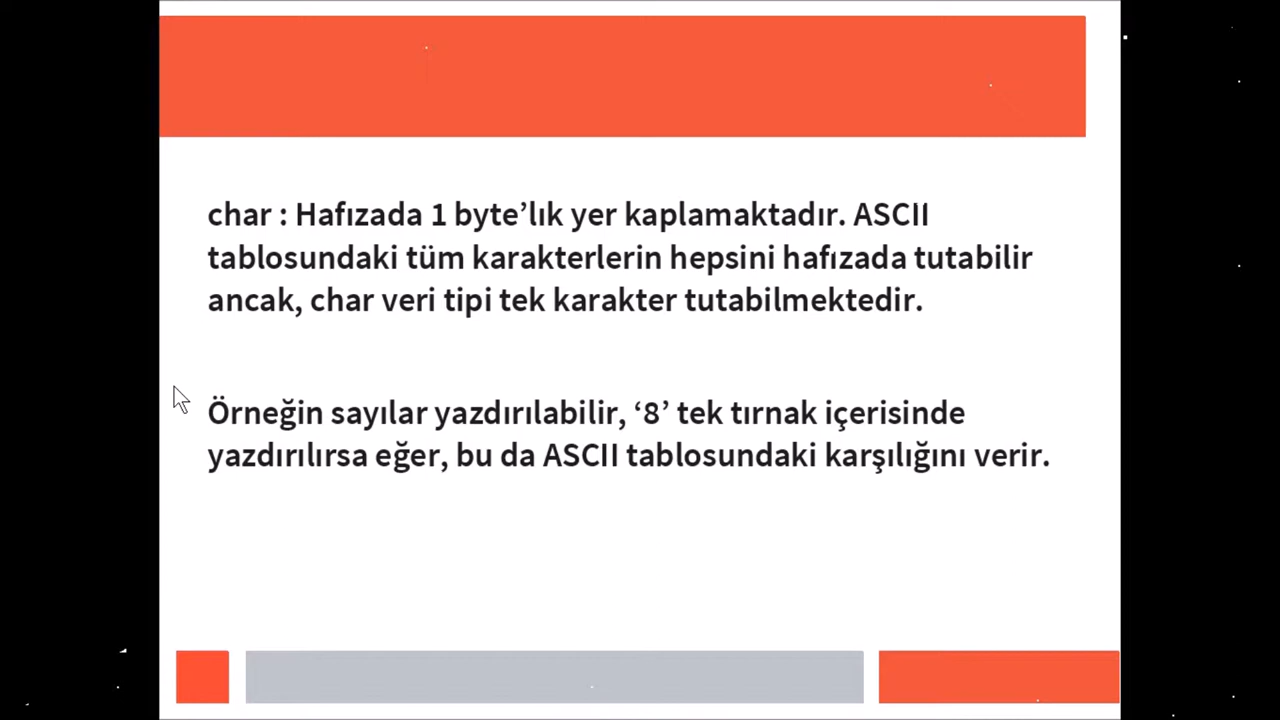 char : Hafızada 1 byte’lık yer kaplamaktadır. ASCII
tablosundaki tüm karakterlerin hepsini hafızada tutabilir
ancak, char veri tipi tek karakter tutabilmektedir.
Örneğin sayılar yazdırılabilir, ‘8’ tek tırnak içerisinde
yazdırılırsa eğer, bu da ASCII tablosundaki karşılığını verir.